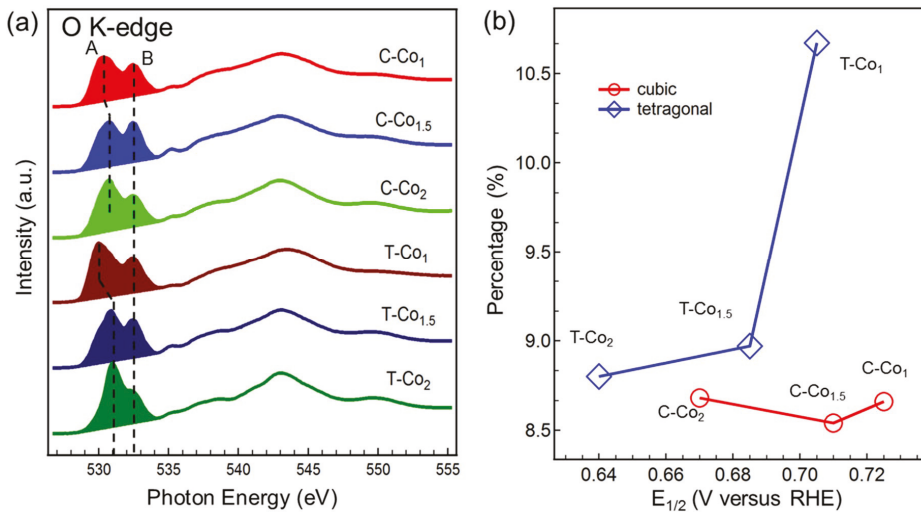 (a)
O K-edge
A
B
C-Co1
C-Co1.5
C-Co2
T-Co1
T-Co1.5
T-Co2
Intensity (a.u.)
530 535 540 545 550 555
Photon Energy (eV)
(b)
10.5
10.0
9.5
9.0
8.5
Percentage (%)
cubic
tetragonal
T-Co1
T-Co1.5
T-Co2
C-Co1
C-Co1.5
C-Co2
0.64 0.66 0.68 0.70 0.72
E1/2 (V versus RHE)